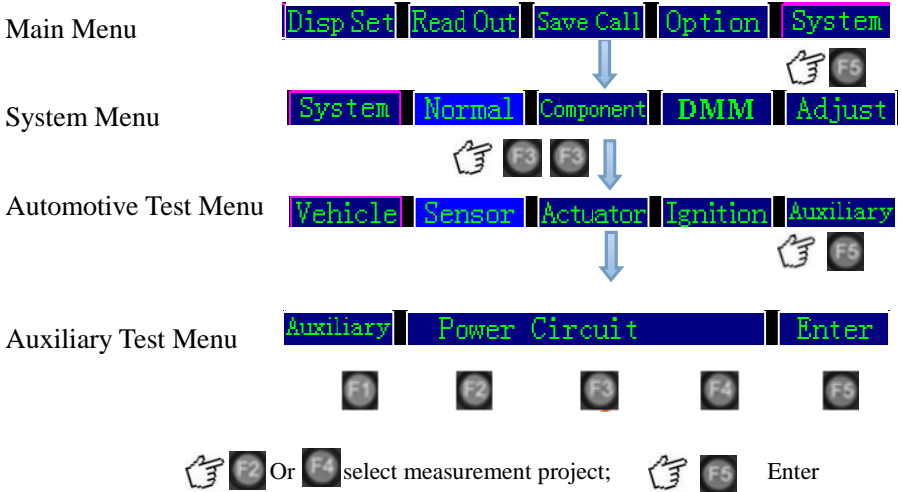 Main Menu Disp Set Read Out Save Call Option System
F5
System Menu System Normal Component DMM Adjust
F3 F3
Automotive Test Menu Vehicle Sensor Actuator Ignition Auxiliary
F5
Auxiliary Test Menu Auxiliary Power Circuit Enter
F1 F2 F3 F4 F5
F2 Or F4 select measurement project; F5 Enter